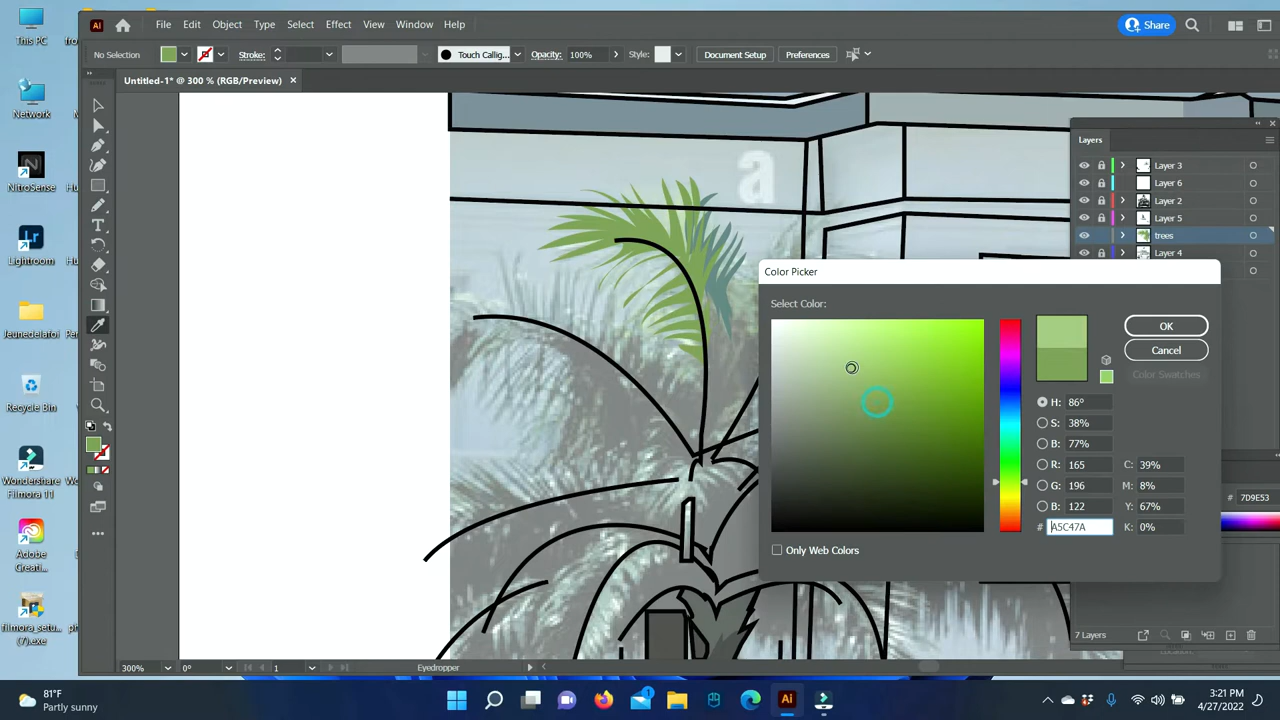 This PC
Network
NitroSense
Lightroom
Recycle Bin
Wondershare
Filmora 11
Adobe
Creati...
filmora_setu...
(7).exe
Ai
File Edit Object Type Select Effect View Window Help
Share
No Selection
Stroke:
Touch Callig...
Opacity: 100%
Style:
Document Setup
Preferences
Untitled-1* @ 300 % (RGB/Preview)
a
Layers
Layer 3
Layer 6
Layer 2
Layer 5
trees
Layer 4
Color Picker
Select Color:
OK
Cancel
Color Swatches
H: 86°
S: 38%
B: 77%
R: 165 C: 39%
G: 196 M: 8%
B: 122 Y: 67%
# A5C47A K: 0%
# 7D9E53
Only Web Colors
7 Layers
300% 0° 1 Eyedropper
81°F
Partly sunny
1
Ai
3:21 PM
4/27/2022